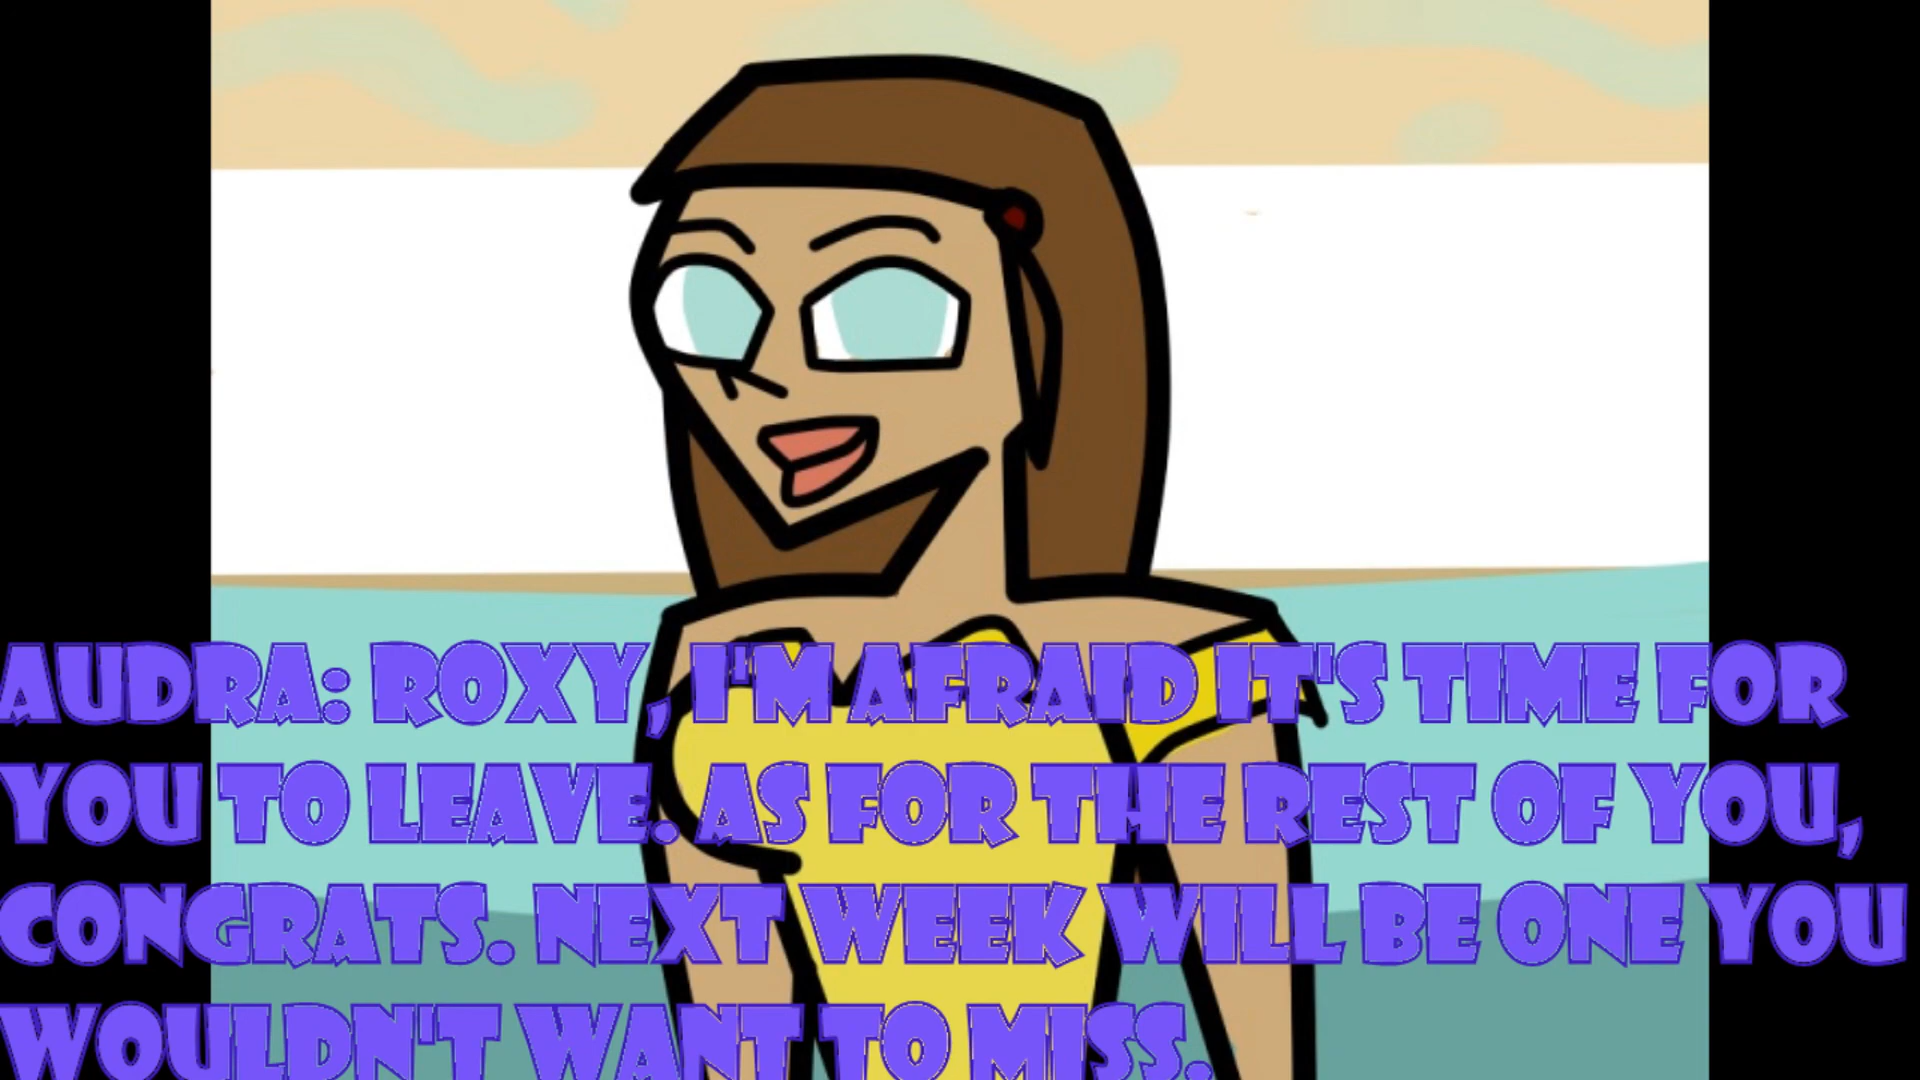 AUDRA: ROXY, I'M AFRAID IT'S TIME FOR
YOU TO LEAVE. AS FOR THE REST OF YOU,
CONGRATS. NEXT WEEK WILL BE ONE YOU
WOULDN'T WANT TO MISS.